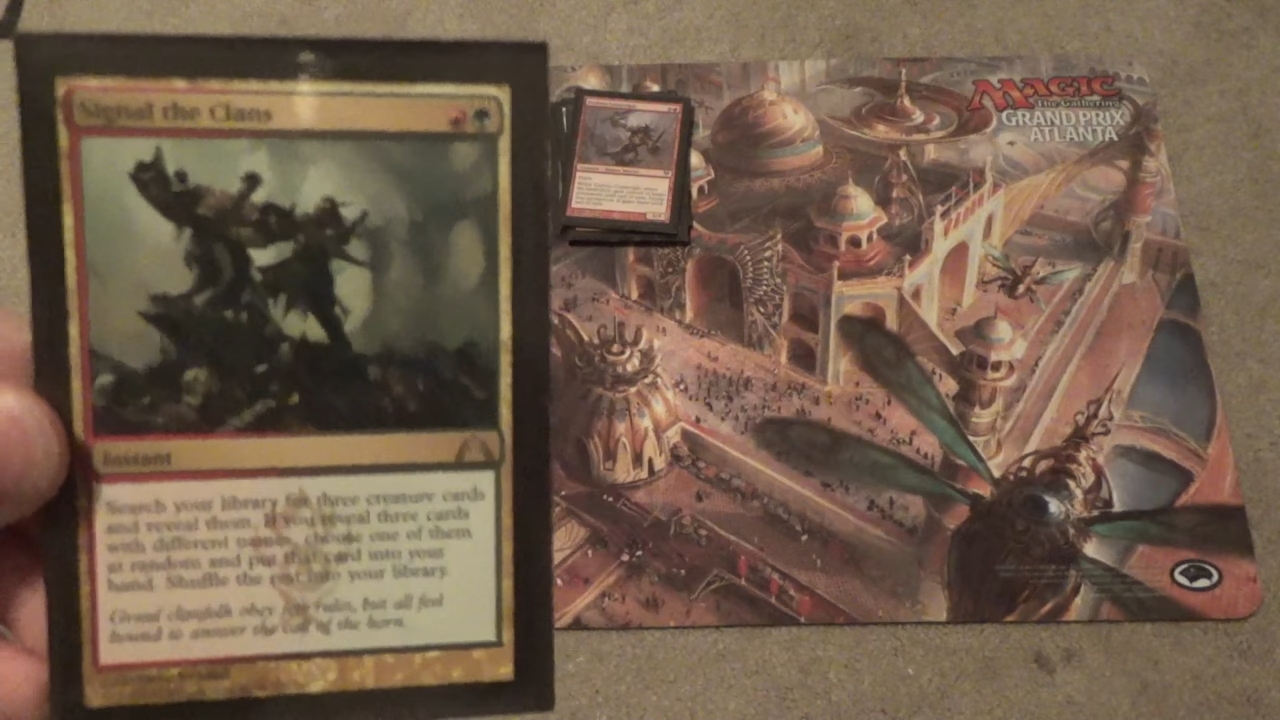 Signal the Clans
Instant
Search your library for three creature cards
and reveal them. If you reveal three cards
with different names, choose one of them
at random and put that card into your
hand. Shuffle the rest into your library.
Gruul clanfolk obey few rules, but all feel
bound to answer the call of the horn.
MAGIC
The Gathering
GRAND PRIX
ATLANTA